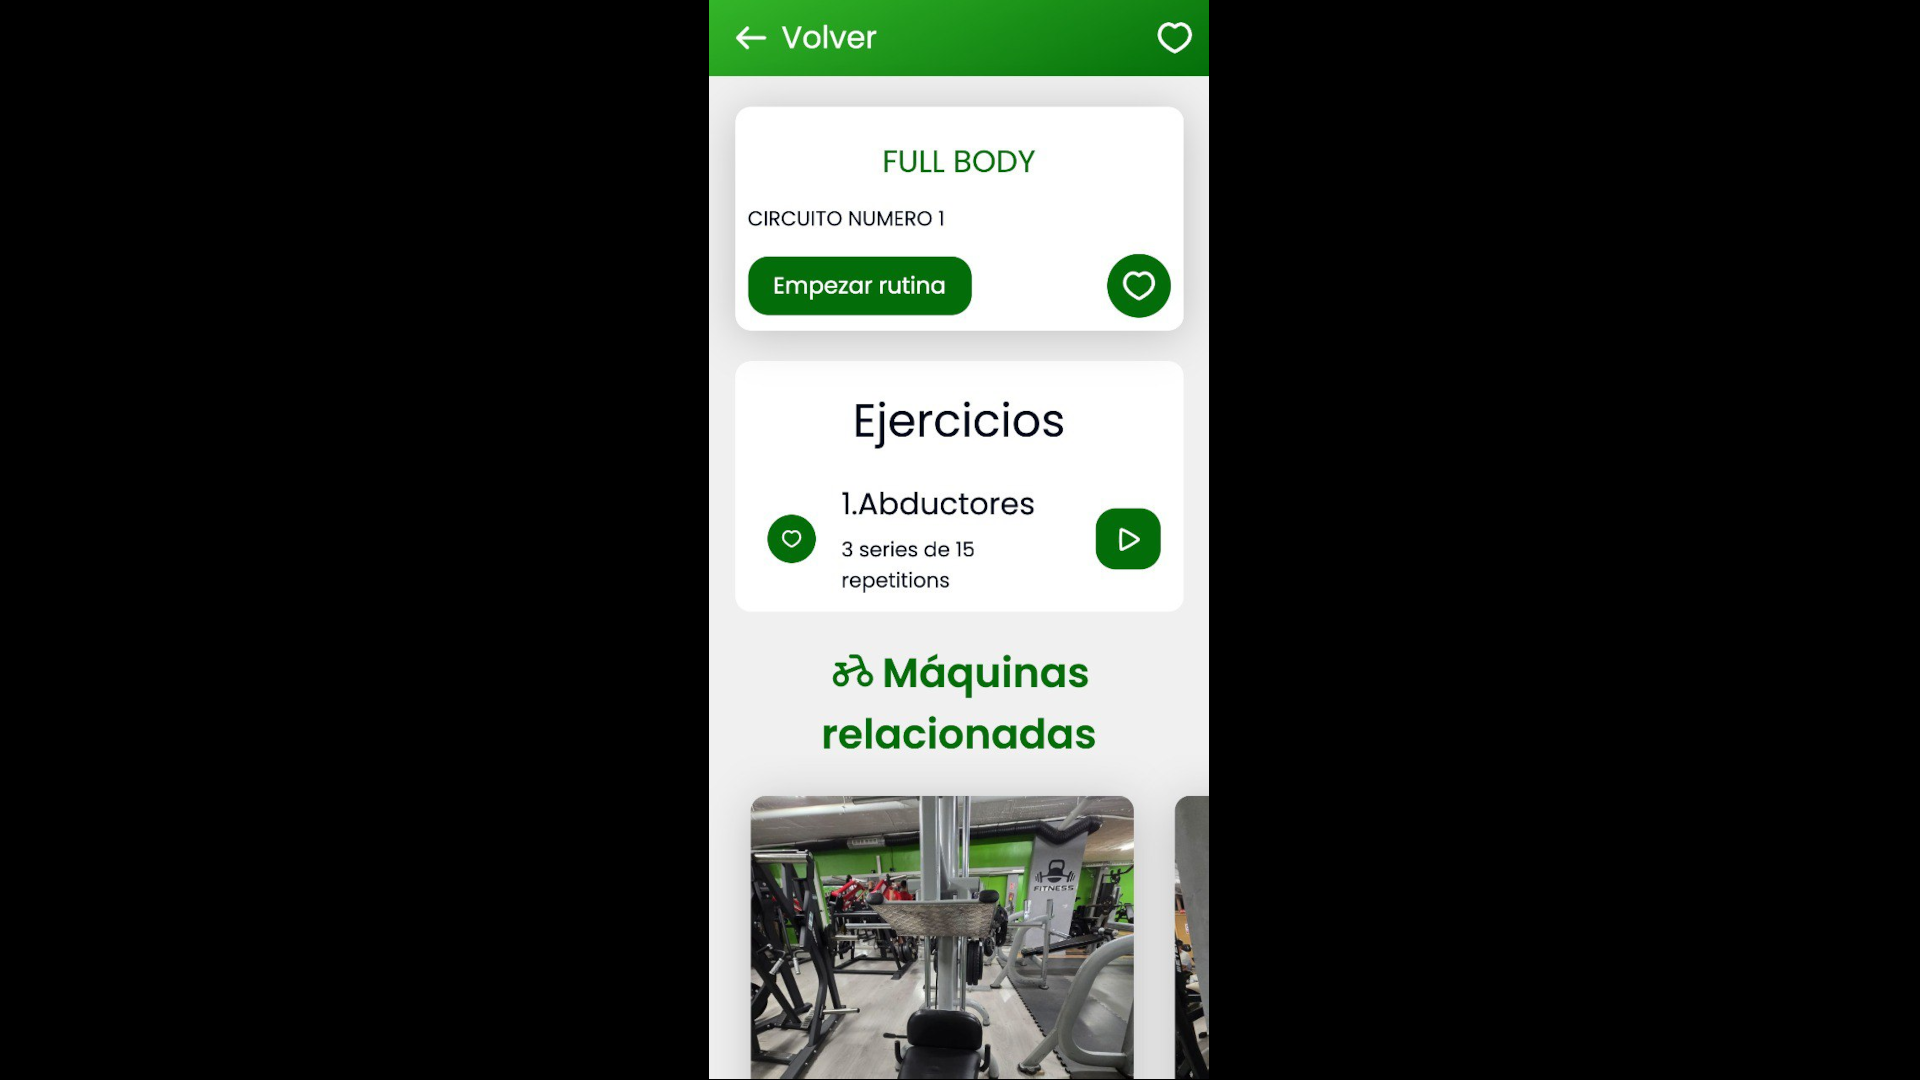 Volver
FULL BODY
CIRCUITO NUMERO 1
Empezar rutina
Ejercicios
1.Abductores
3 series de 15
repetitions
Máquinas
relacionadas
FITNESS